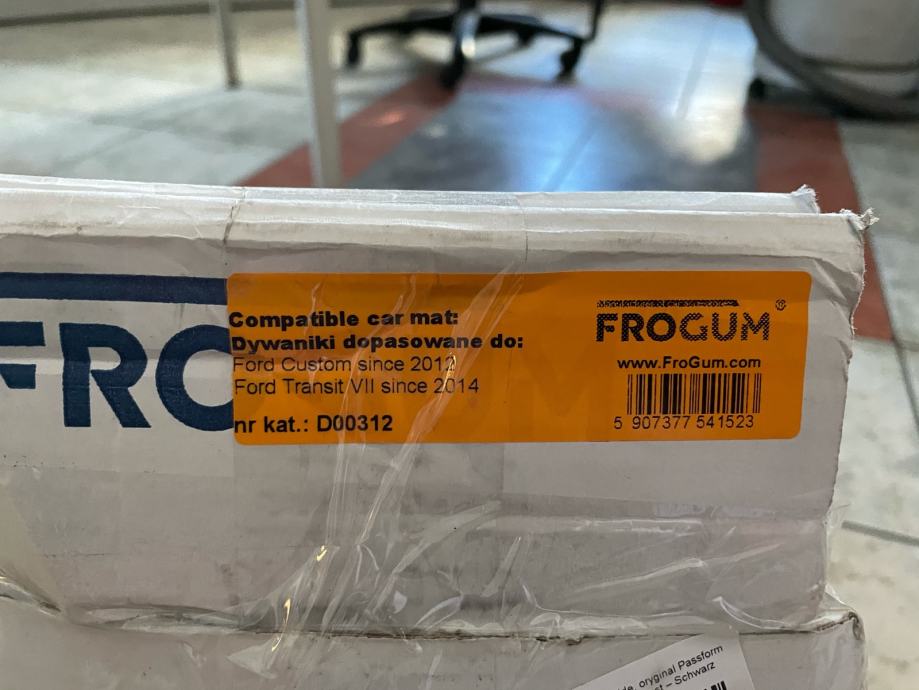 FRO
Compatible car mat:
Dywaniki dopasowane do:
Ford Custom since 2012
Ford Transit VII since 2014
nr kat.: D00312
FROGUM®
www.FroGum.com
5 907377 541523
oryginal Passform
– Schwarz